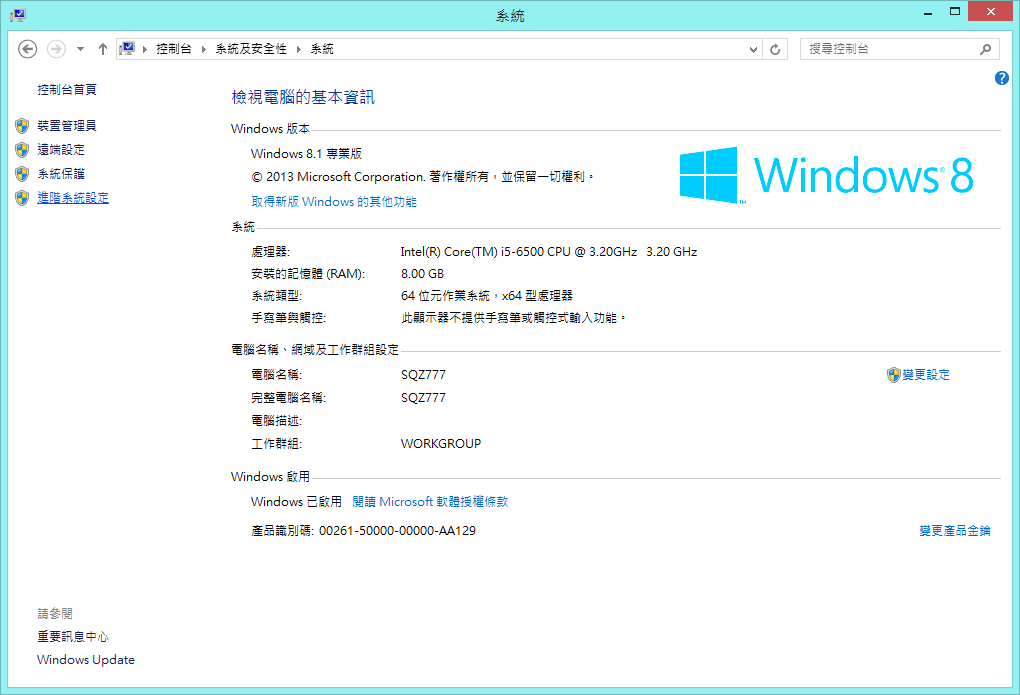 系統
控制台 系統及安全性 系統
搜尋控制台
控制台首頁
裝置管理員
遠端設定
系統保護
進階系統設定
檢視電腦的基本資訊
Windows 版本
Windows 8.1 專業版
© 2013 Microsoft Corporation. 著作權所有，並保留一切權利。
取得新版 Windows 的其他功能
Windows® 8
系統
處理器: Intel(R) Core(TM) i5-6500 CPU @ 3.20GHz 3.20 GHz
安裝的記憶體 (RAM): 8.00 GB
系統類型: 64 位元作業系統，x64 型處理器
手寫筆與觸控: 此顯示器不提供手寫筆或觸控式輸入功能。
電腦名稱、網域及工作群組設定
電腦名稱: SQZ777 變更設定
完整電腦名稱: SQZ777
電腦描述:
工作群組: WORKGROUP
Windows 啟用
Windows 已啟用 閱讀 Microsoft 軟體授權條款
產品識別碼: 00261-50000-00000-AA129 變更產品金鑰
請參閱
重要訊息中心
Windows Update